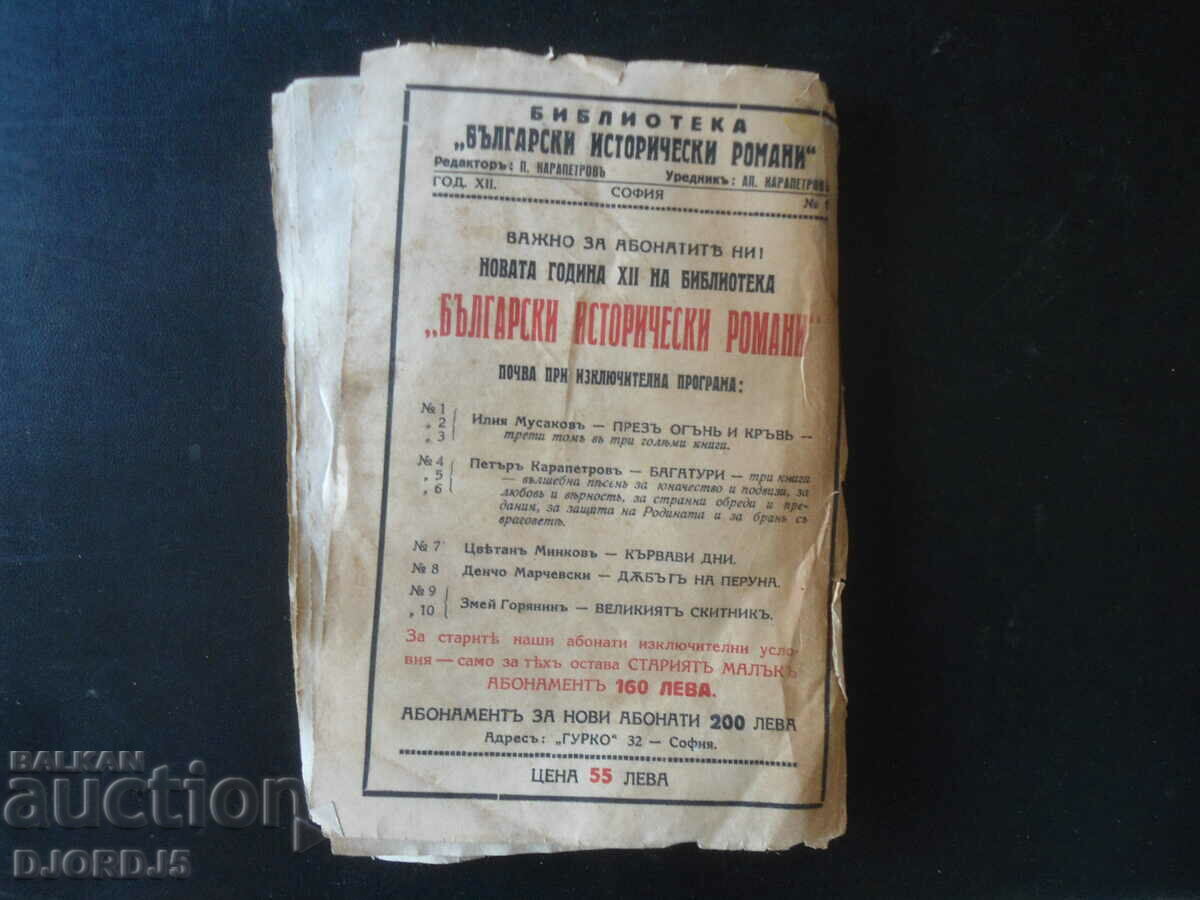 БИБЛИОТЕКА
„БЪЛГАРСКИ ИСТОРИЧЕСКИ РОМАНИ"
Редакторъ: П. КАРАПЕТРОВЪ Уредникъ: АП. КАРАПЕТРОВЪ
ГОД. XII. СОФИЯ № 1
ВАЖНО ЗА АБОНАТИТѢ НИ!
НОВАТА ГОДИНА XII НА БИБЛИОТЕКА
„БЪЛГАРСКИ ИСТОРИЧЕСКИ РОМАНИ"
ПОЧВА ПРИ ИЗКЛЮЧИТЕЛНА ПРОГРАМА:
№ 1
„ 2 Илия Мусаковъ — ПРЕЗЪ ОГЪНЬ И КРЪВЬ —
„ 3 трети томъ въ три голѣми книги.
№ 4 Петъръ Карапетровъ — БАГАТУРИ — три книги
„ 5 — вълшебна пѣсень за юначество и подвизи, за
„ 6 любовь и вѣрность, за странни обреди и пре-
дания, за защита на Родината и за брань съ
враговетѣ.
№ 7 Цвѣтанъ Минковъ — КЪРВАВИ ДНИ.
№ 8 Денчо Марчевски — ДѪБЪТЪ НА ПЕРУНА.
№ 9
„ 10 Змей Горянинъ — ВЕЛИКИЯТЪ СКИТНИКЪ.
За старитѣ наши абонати изключителни усло-
вия — само за тѣхъ остава СТАРИЯТЪ МАЛЪКЪ
АБОНАМЕНТЪ 160 ЛЕВА.
АБОНАМЕНТЪ ЗА НОВИ АБОНАТИ 200 ЛЕВА
Адресъ: „ГУРКО" 32 — София.
ЦЕНА 55 ЛЕВА
BALKAN
auction
DJORDJ5